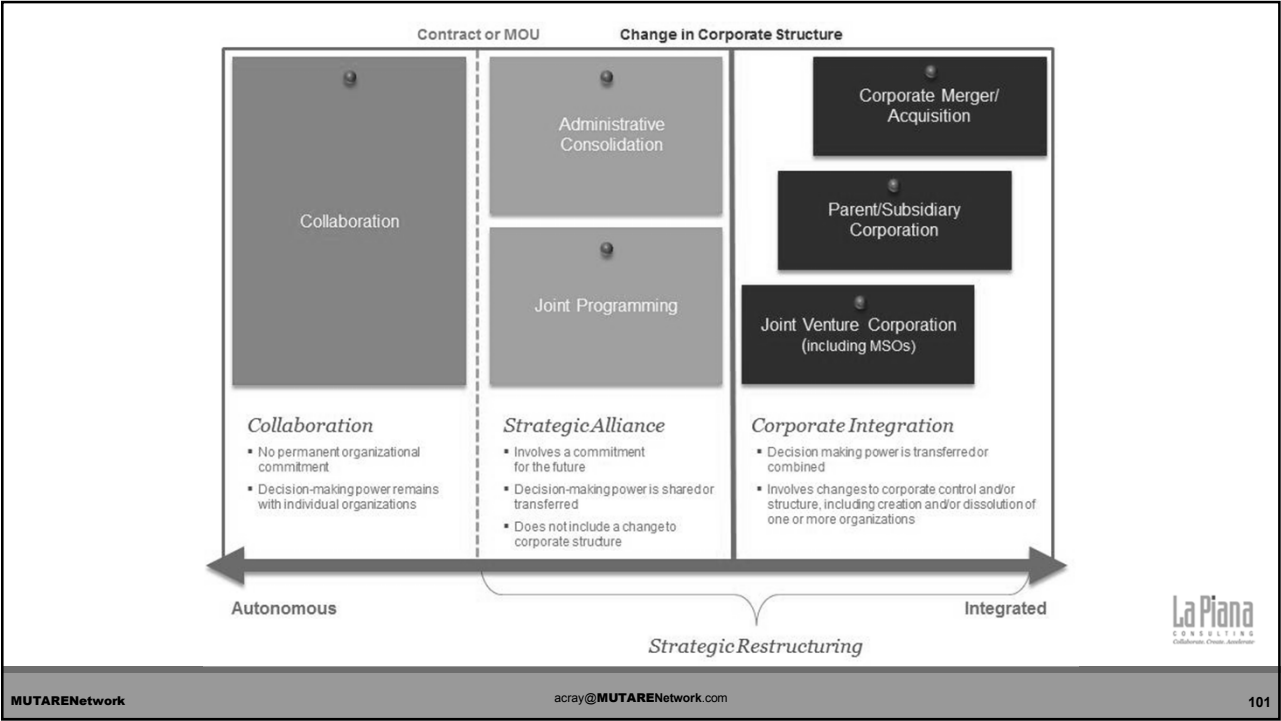 Contract or MOU
Change in Corporate Structure
Collaboration
Administrative
Consolidation
Joint Programming
Corporate Merger/
Acquisition
Parent/Subsidiary
Corporation
Joint Venture Corporation
(including MSOs)
Collaboration
▪ No permanent organizational
commitment
▪ Decision-making power remains
with individual organizations
Strategic Alliance
▪ Involves a commitment
for the future
▪ Decision-making power is shared or
transferred
▪ Does not include a change to
corporate structure
Corporate Integration
▪ Decision making power is transferred or
combined
▪ Involves changes to corporate control and/or
structure, including creation and/or dissolution of
one or more organizations
Autonomous
Integrated
Strategic Restructuring
La Piana
CONSULTING
Collaborate. Create. Accelerate
MUTARENetwork
acray@MUTARENetwork.com
101